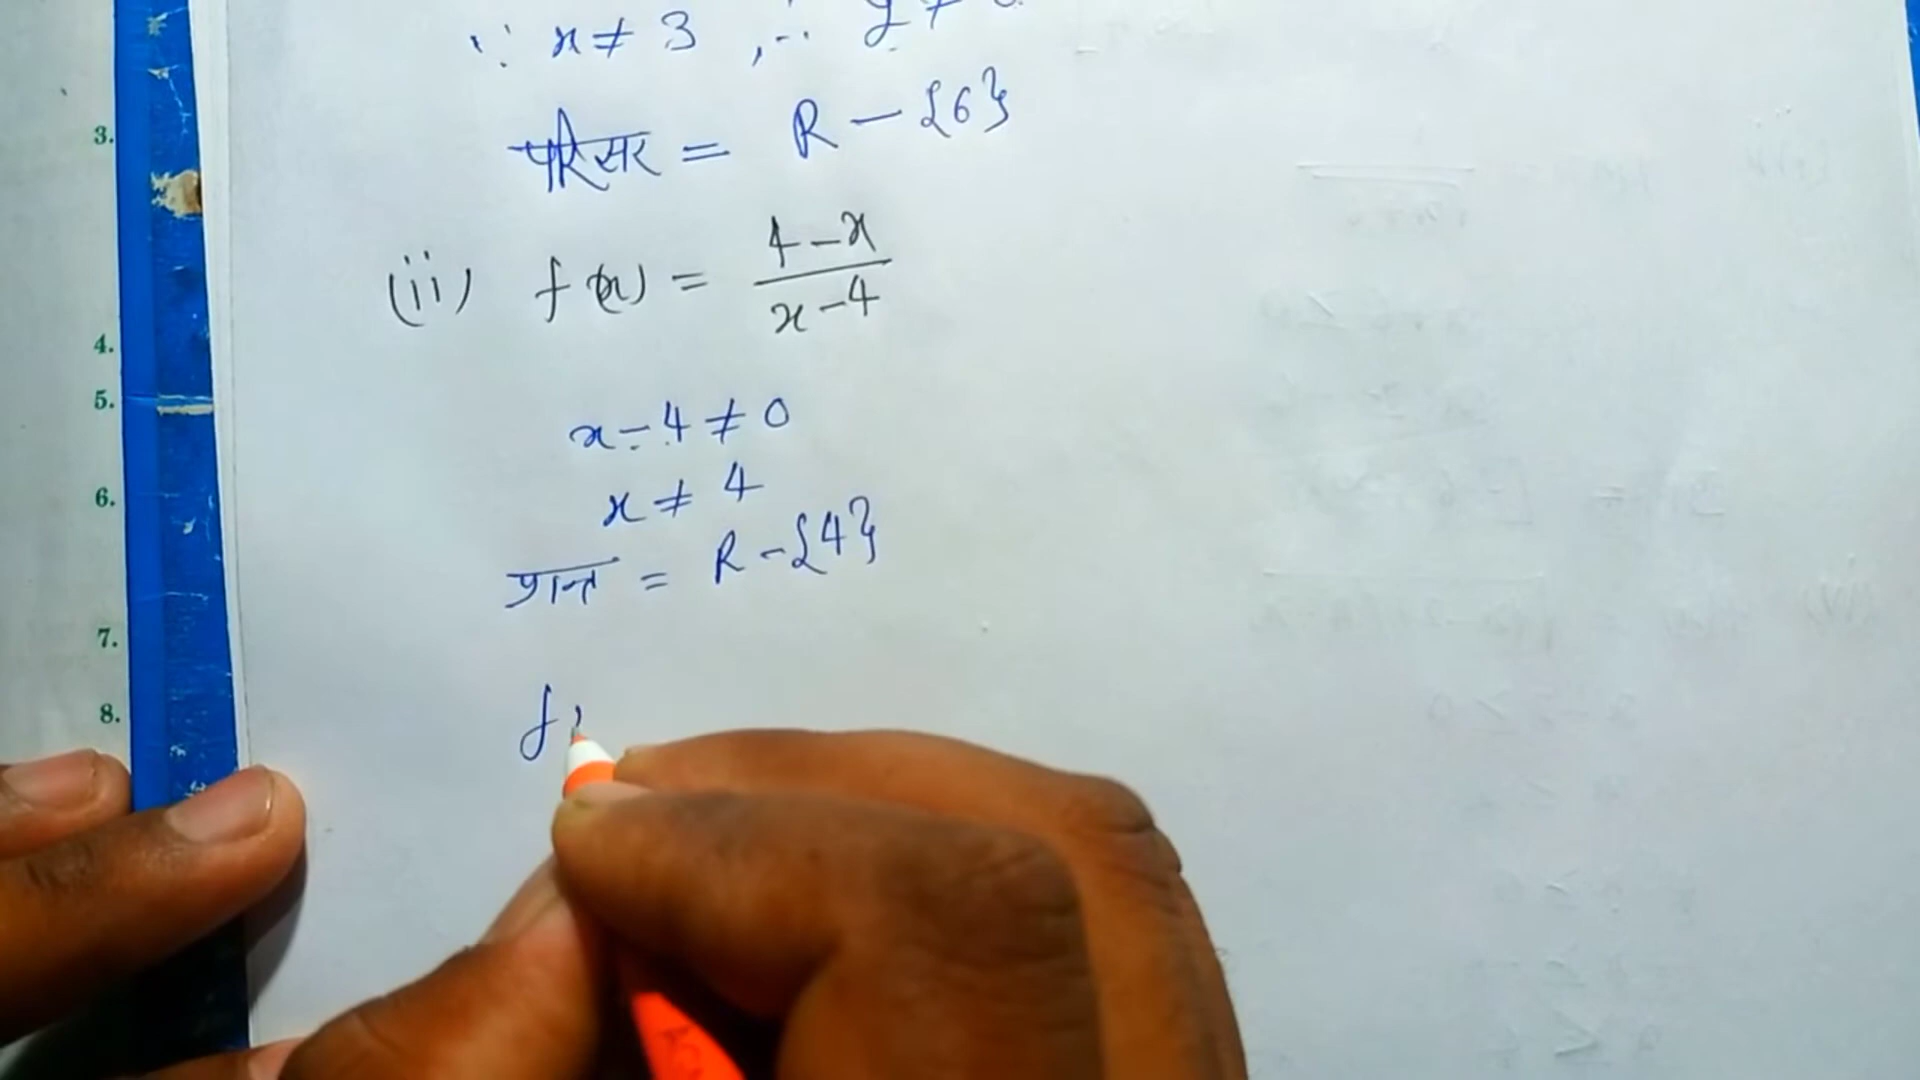 ∵ x ≠ 3 , ∴ y ≠
3. परिसर = R - {6}
(ii) f(x) = (4-x)/(x-4)
4.
5. x - 4 ≠ 0
6. x ≠ 4
प्रान्त = R - {4}
7.
8. f